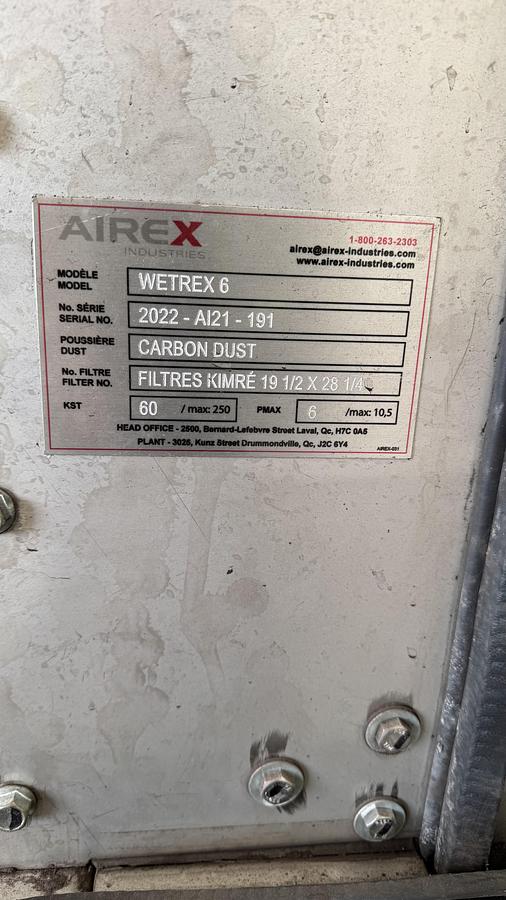 AIREX
INDUSTRIES
1-800-263-2303
airex@airex-industries.com
www.airex-industries.com
MODÈLE
MODEL
WETREX 6
No. SÉRIE
SERIAL NO.
2022 - AI21 - 191
POUSSIÈRE
DUST
CARBON DUST
No. FILTRE
FILTER NO.
FILTRES KIMRÉ 19 1/2 X 28 1/4
KST 60 / max: 250 PMAX 6 /max: 10,5
HEAD OFFICE - 2500, Bernard-Lefebvre Street Laval, Qc, H7C 0A5
PLANT - 3025, Kunz Street Drummondville, Qc, J2C 6Y4
AIREX-031